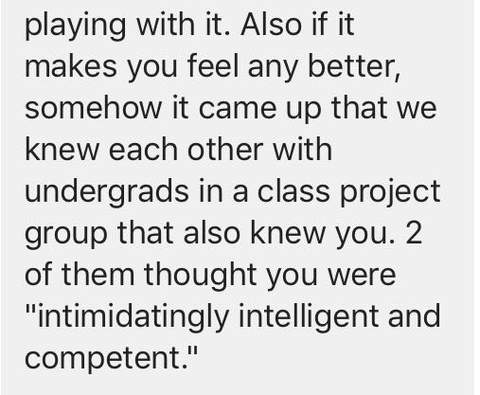 playing with it. Also if it
makes you feel any better,
somehow it came up that we
knew each other with
undergrads in a class project
group that also knew you. 2
of them thought you were
"intimidatingly intelligent and
competent."